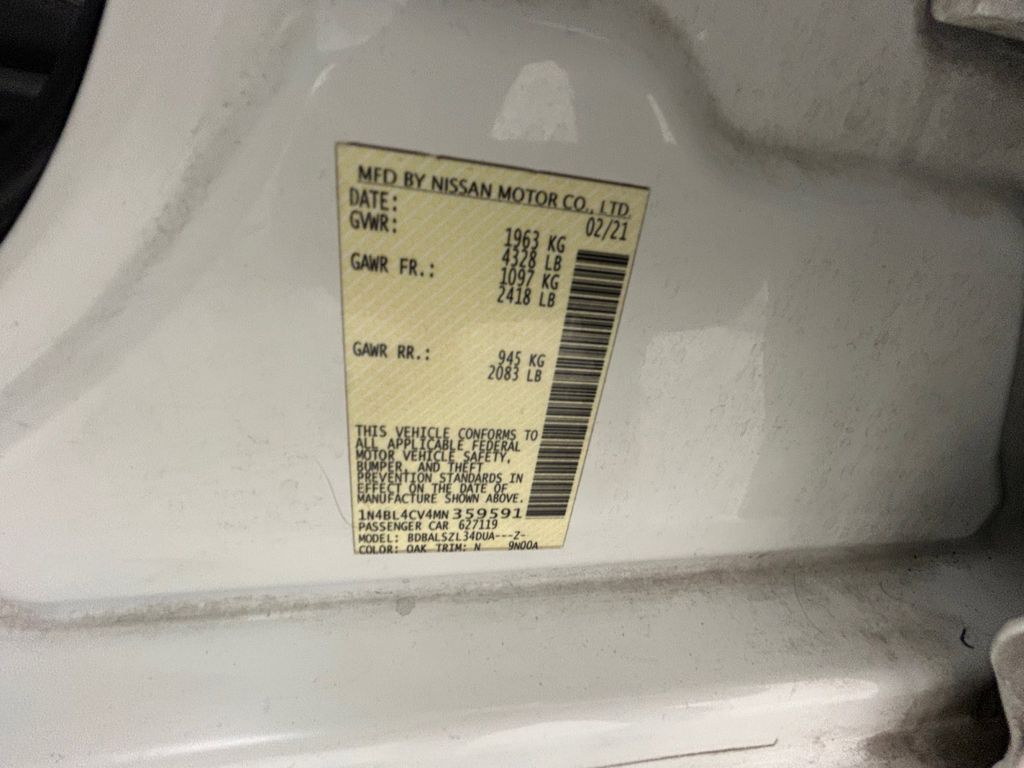 MFD BY NISSAN MOTOR CO., LTD.
DATE: 02/21
GVWR: 1963 KG
4328 LB
GAWR FR.: 1097 KG
2418 LB
GAWR RR.: 945 KG
2083 LB
THIS VEHICLE CONFORMS TO
ALL APPLICABLE FEDERAL
MOTOR VEHICLE SAFETY,
BUMPER, AND THEFT
PREVENTION STANDARDS IN
EFFECT ON THE DATE OF
MANUFACTURE SHOWN ABOVE.
1N4BL4CV4MN359591
PASSENGER CAR 627119
MODEL: BDBALSZL34DUA---Z-
COLOR: QAK TRIM: N 9N00A